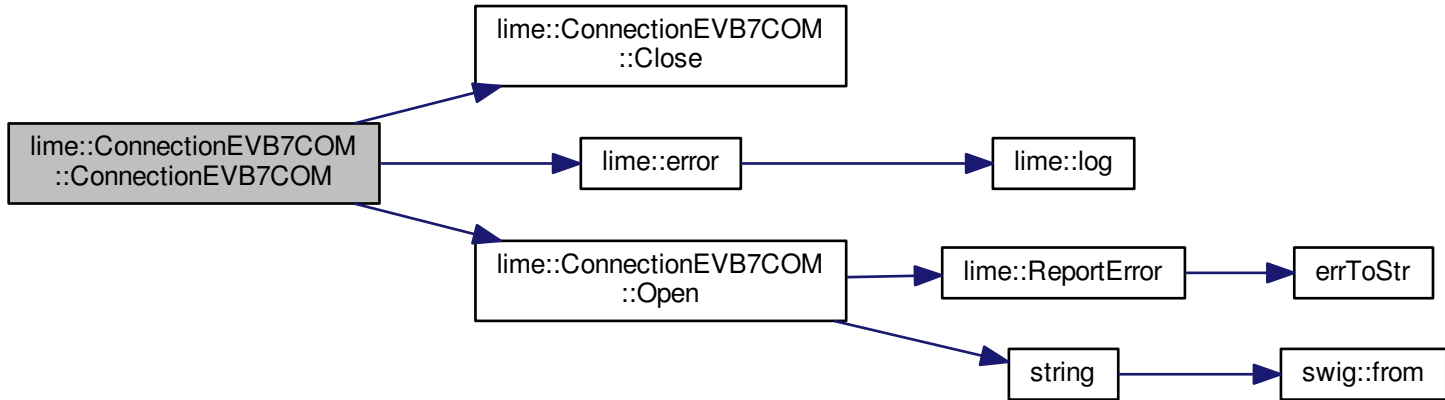 lime::ConnectionEVB7COM
::ConnectionEVB7COM
lime::ConnectionEVB7COM
::Close
lime::error
lime::log
lime::ConnectionEVB7COM
::Open
lime::ReportError
errToStr
string
swig::from